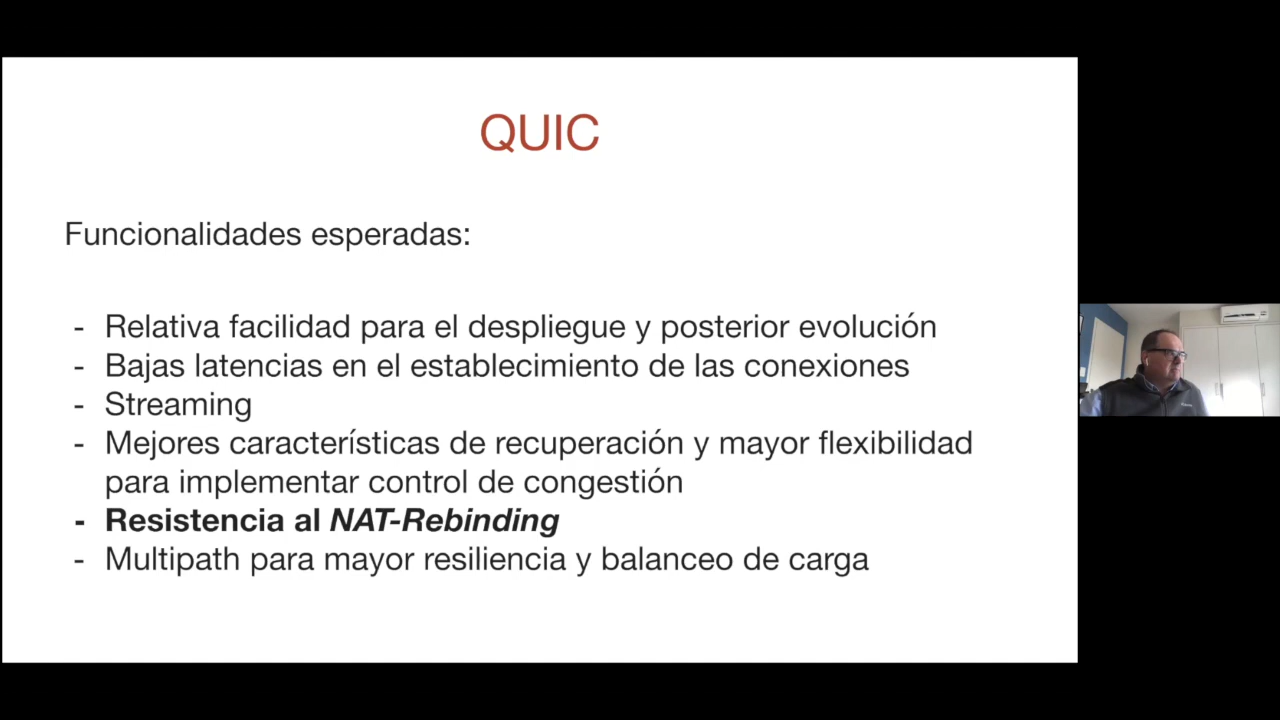 QUIC
Funcionalidades esperadas:
- Relativa facilidad para el despliegue y posterior evolución
- Bajas latencias en el establecimiento de las conexiones
- Streaming
- Mejores características de recuperación y mayor flexibilidad
para implementar control de congestión
- Resistencia al NAT-Rebinding
- Multipath para mayor resiliencia y balanceo de carga